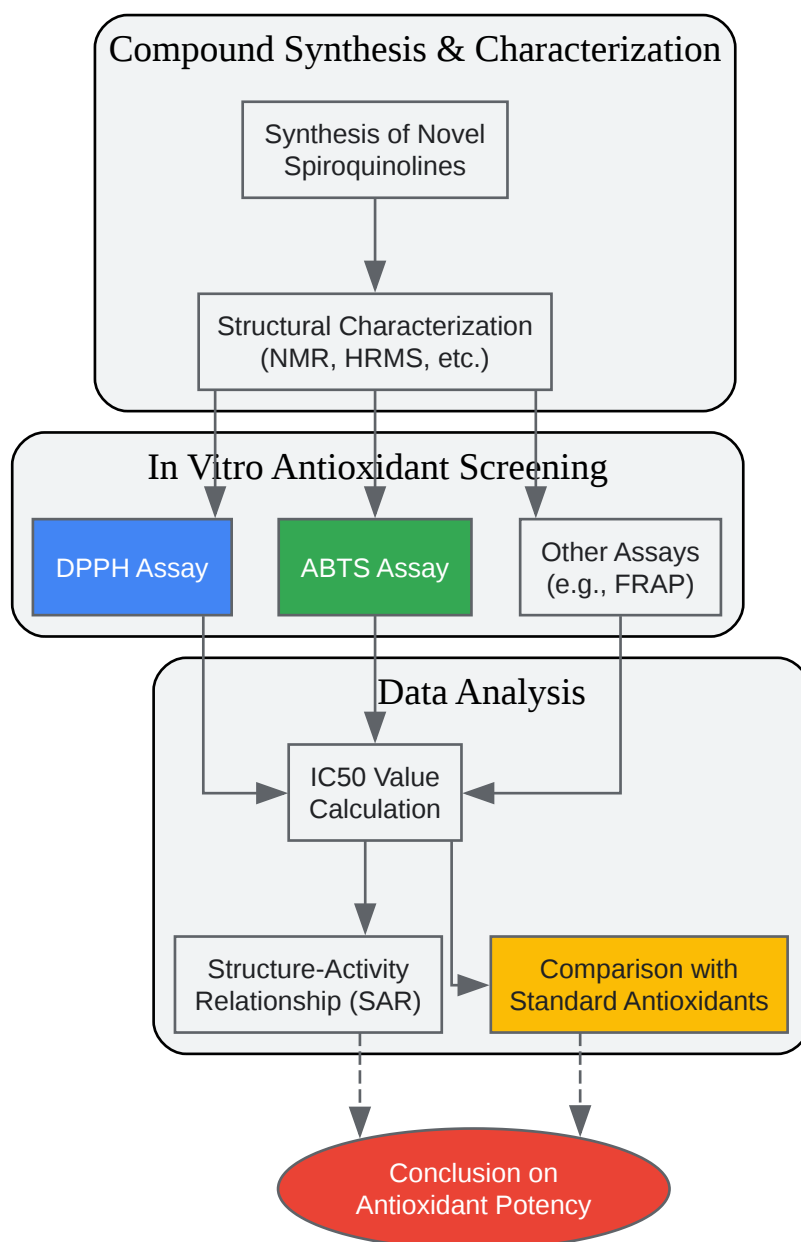 Compound Synthesis & Characterization
Synthesis of Novel
Spiroquinolines
Structural Characterization
(NMR, HRMS, etc.)
In Vitro Antioxidant Screening
DPPH Assay
ABTS Assay
Other Assays
(e.g., FRAP)
Data Analysis
IC50 Value
Calculation
Structure-Activity
Relationship (SAR)
Comparison with
Standard Antioxidants
Conclusion on
Antioxidant Potency